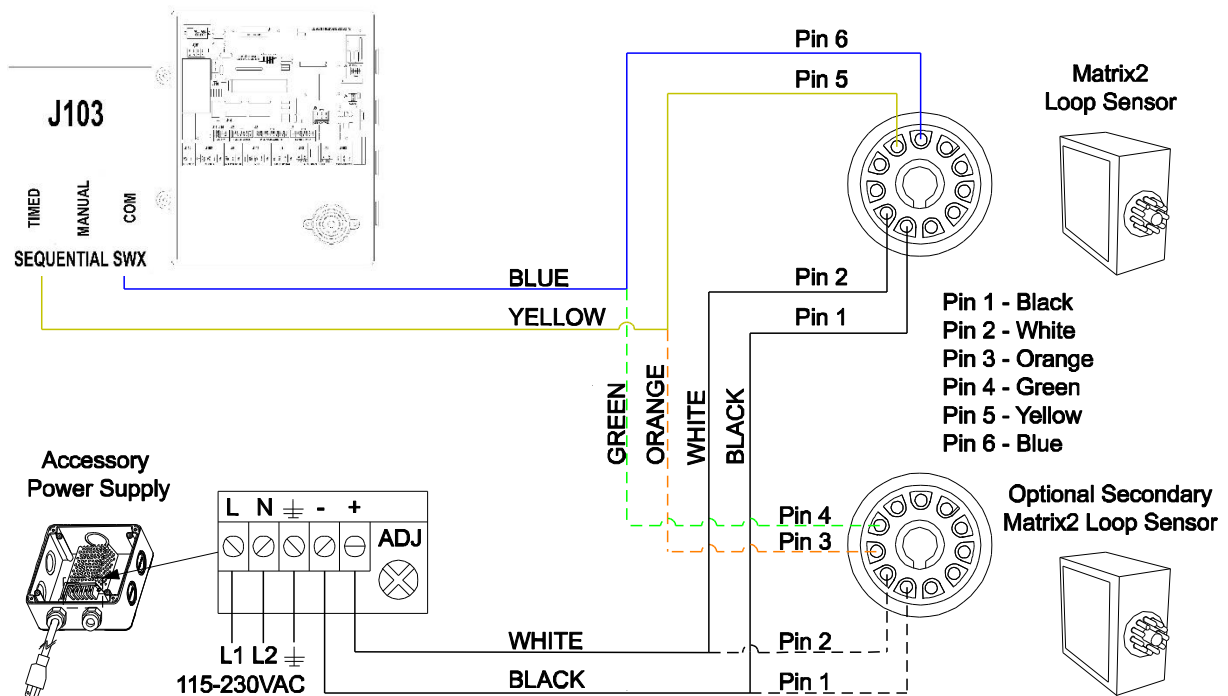 J103
TIMED
MANUAL
COM
SEQUENTIAL SWX
Pin 6
Pin 5
Matrix2
Loop Sensor
BLUE
YELLOW
Pin 2
Pin 1
Pin 1 - Black
Pin 2 - White
Pin 3 - Orange
Pin 4 - Green
Pin 5 - Yellow
Pin 6 - Blue
GREEN
ORANGE
WHITE
BLACK
Accessory
Power Supply
L N - +
ADJ
L1 L2
115-230VAC
Pin 4
Pin 3
Optional Secondary
Matrix2 Loop Sensor
WHITE
Pin 2
BLACK
Pin 1